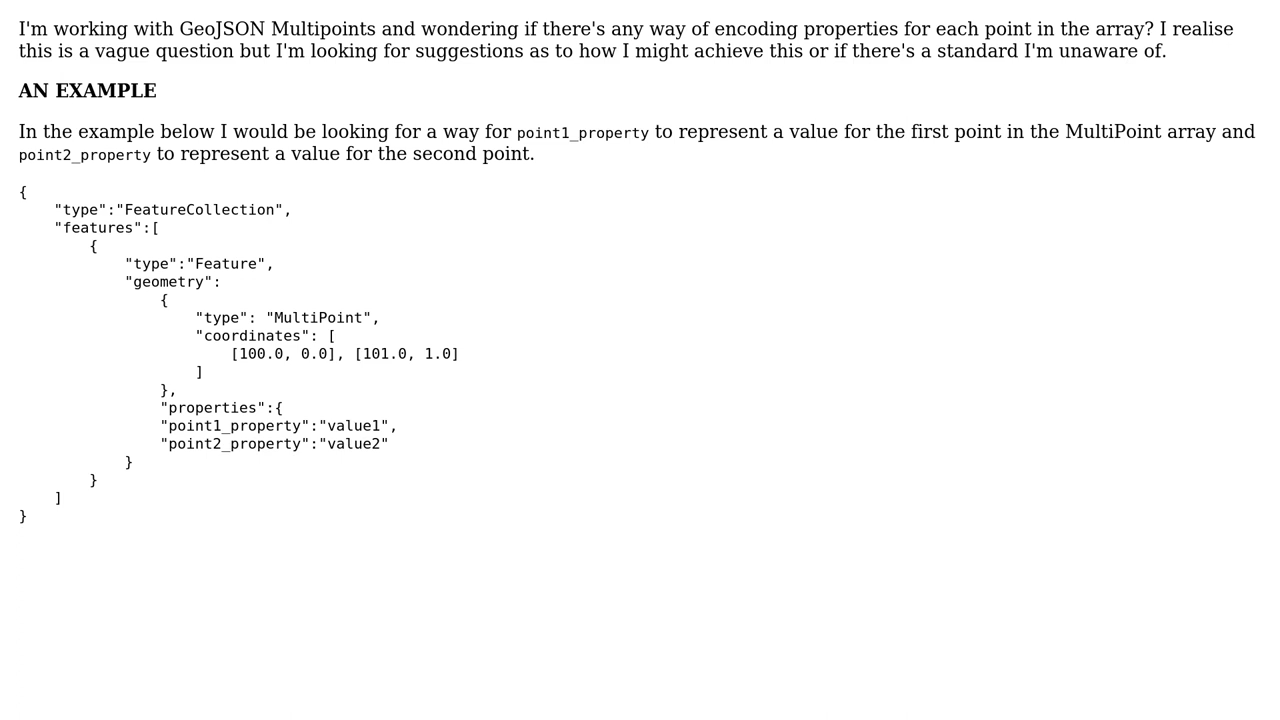 I'm working with GeoJSON Multipoints and wondering if there's any way of encoding properties for each point in the array? I realise
this is a vague question but I'm looking for suggestions as to how I might achieve this or if there's a standard I'm unaware of.
AN EXAMPLE
In the example below I would be looking for a way for point1_property to represent a value for the first point in the MultiPoint array and
point2_property to represent a value for the second point.
{
    "type":"FeatureCollection",
    "features":[
        {
            "type":"Feature",
            "geometry":
                {
                    "type": "MultiPoint",
                    "coordinates": [
                        [100.0, 0.0], [101.0, 1.0]
                    ]
                },
                "properties":{
                "point1_property":"value1",
                "point2_property":"value2"
            }
        }
    ]
}